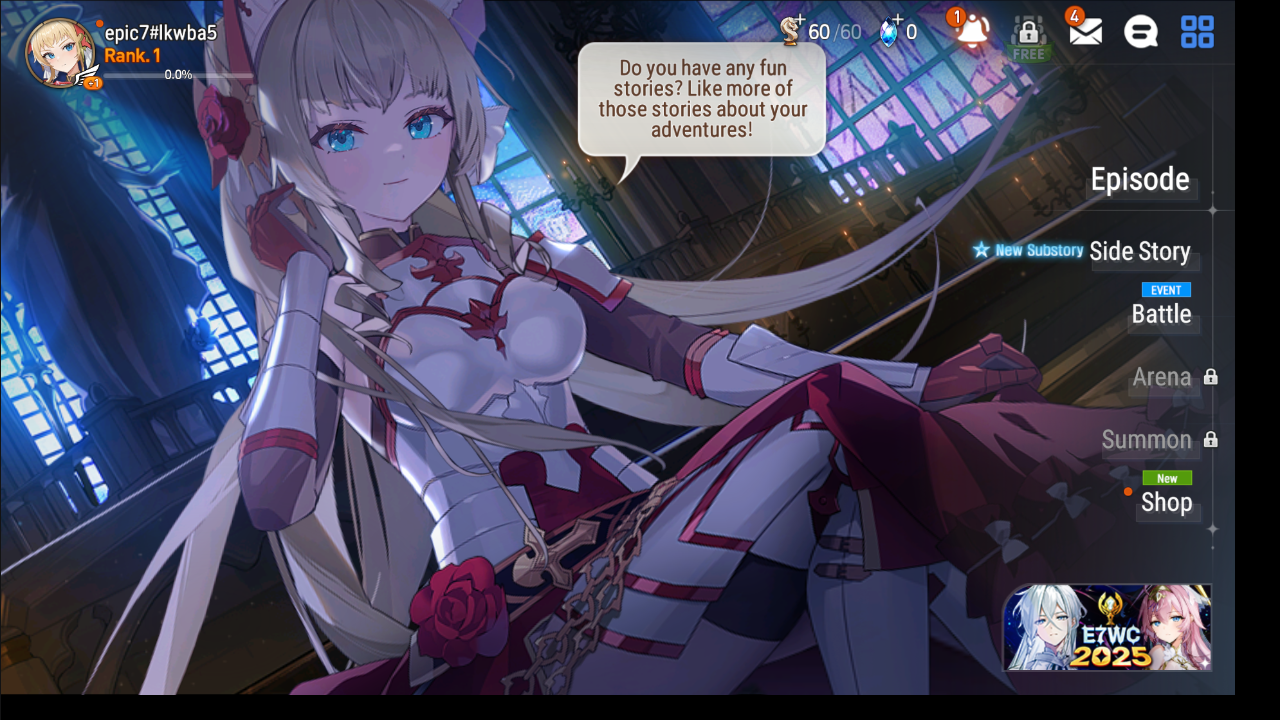 epic7#lkwba5
Rank. 1
0.0%
+1
60/60
0
1
FREE
4
Do you have any fun
stories? Like more of
those stories about your
adventures!
Episode
New Substory
Side Story
EVENT
Battle
Arena
Summon
New
Shop
E7WC
2025